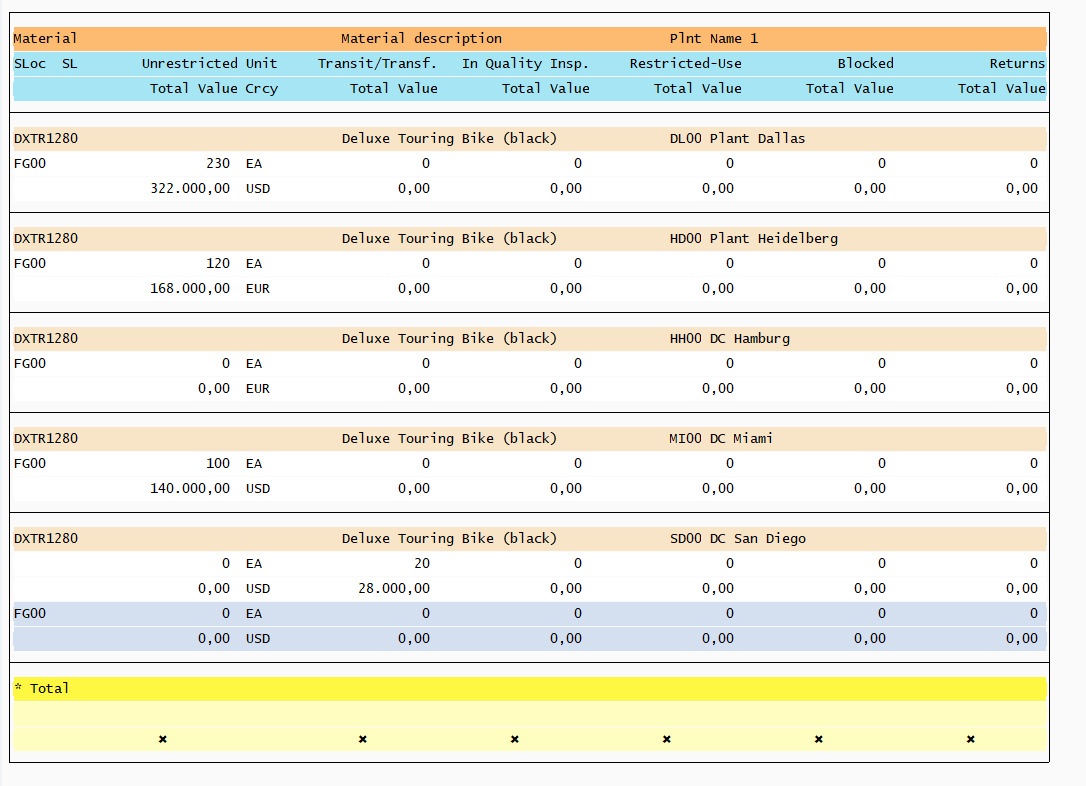 Material Material description Plnt Name 1
SLoc SL Unrestricted Unit Transit/Transf. In Quality Insp. Restricted-Use Blocked Returns
Total Value Crcy Total Value Total Value Total Value Total Value Total Value
DXTR1280 Deluxe Touring Bike (black) DL00 Plant Dallas
FG00 230 EA 0 0 0 0 0
322.000,00 USD 0,00 0,00 0,00 0,00 0,00
DXTR1280 Deluxe Touring Bike (black) HD00 Plant Heidelberg
FG00 120 EA 0 0 0 0 0
168.000,00 EUR 0,00 0,00 0,00 0,00 0,00
DXTR1280 Deluxe Touring Bike (black) HH00 DC Hamburg
FG00 0 EA 0 0 0 0 0
0,00 EUR 0,00 0,00 0,00 0,00 0,00
DXTR1280 Deluxe Touring Bike (black) MI00 DC Miami
FG00 100 EA 0 0 0 0 0
140.000,00 USD 0,00 0,00 0,00 0,00 0,00
DXTR1280 Deluxe Touring Bike (black) SD00 DC San Diego
0 EA 20 0 0 0 0
0,00 USD 28.000,00 0,00 0,00 0,00 0,00
FG00 0 EA 0 0 0 0 0
0,00 USD 0,00 0,00 0,00 0,00 0,00
* Total
× × × × × ×